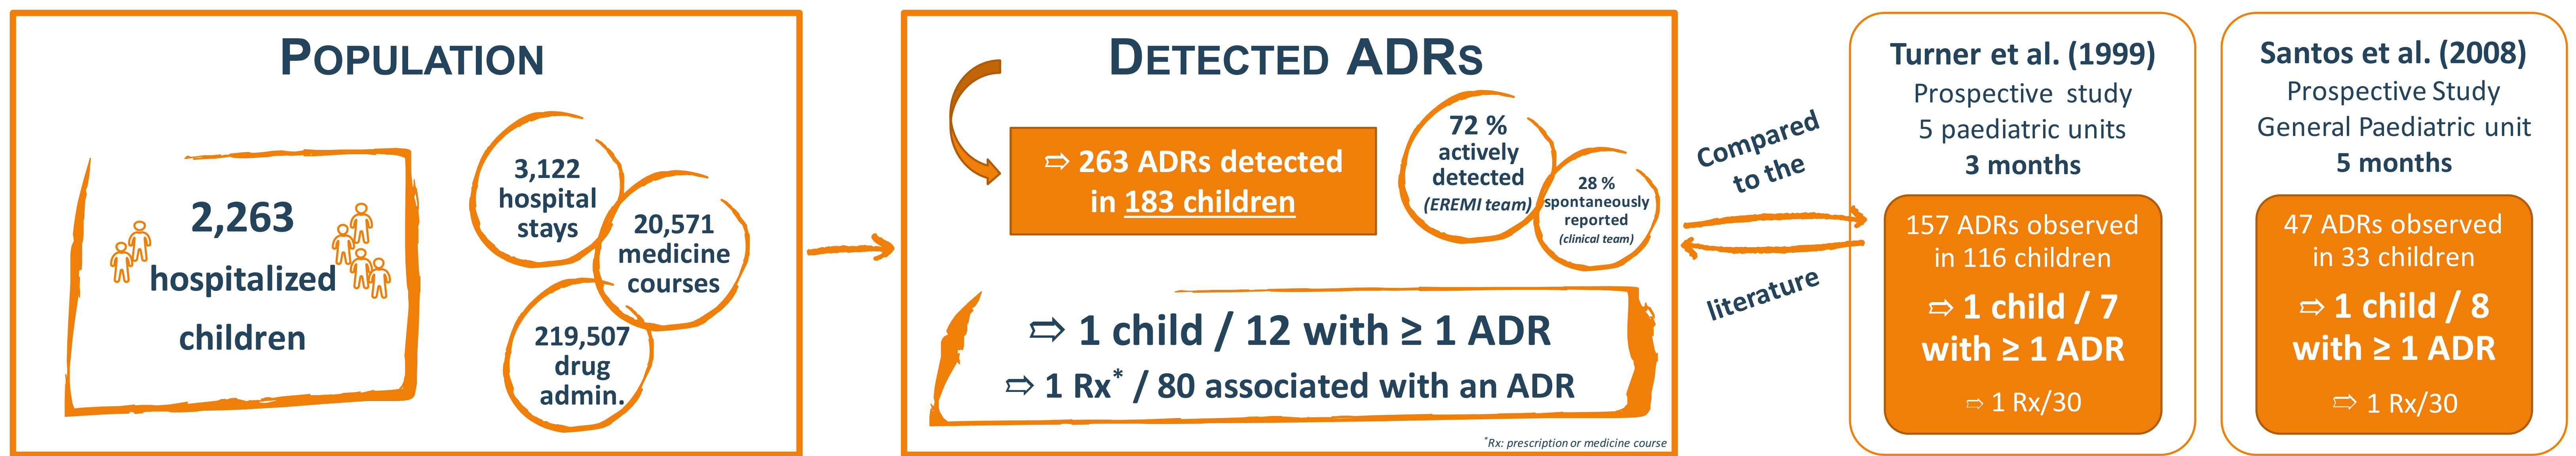 POPULATION
2,263
hospitalized
children
3,122
hospital
stays
20,571
medicine
courses
219,507
drug
admin.
DETECTED ADRS
⇨ 263 ADRs detected
in 183 children
72 %
actively
detected
(EREMI team)
28 %
spontaneously
reported
(clinical team)
⇨ 1 child / 12 with ≥ 1 ADR
⇨ 1 Rx* / 80 associated with an ADR
*Rx: prescription or medicine course
Compared
to the
literature
Turner et al. (1999)
Prospective study
5 paediatric units
3 months
157 ADRs observed
in 116 children
⇨ 1 child / 7
with ≥ 1 ADR
⇨ 1 Rx/30
Santos et al. (2008)
Prospective Study
General Paediatric unit
5 months
47 ADRs observed
in 33 children
⇨ 1 child / 8
with ≥ 1 ADR
⇨ 1 Rx/30